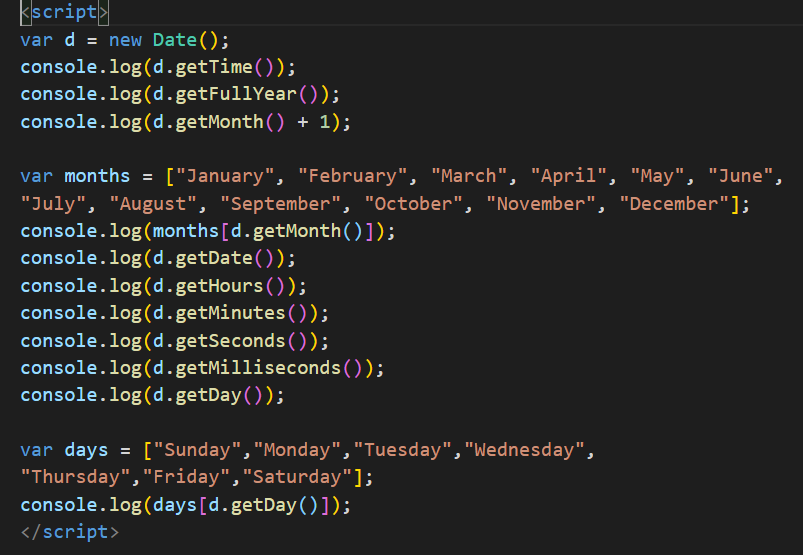 <script>
var d = new Date();
console.log(d.getTime());
console.log(d.getFullYear());
console.log(d.getMonth() + 1);
var months = ["January", "February", "March", "April", "May", "June",
"July", "August", "September", "October", "November", "December"];
console.log(months[d.getMonth()]);
console.log(d.getDate());
console.log(d.getHours());
console.log(d.getMinutes());
console.log(d.getSeconds());
console.log(d.getMilliseconds());
console.log(d.getDay());
var days = ["Sunday","Monday","Tuesday","Wednesday",
"Thursday","Friday","Saturday"];
console.log(days[d.getDay()]);
</script>